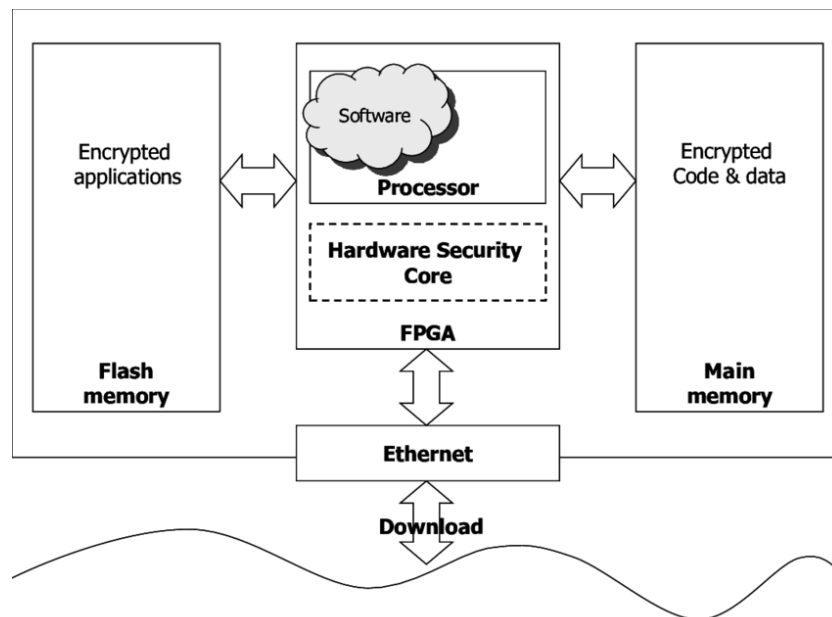 Encrypted
applications
Flash
memory
Software
Processor
Hardware Security
Core
FPGA
Encrypted
Code & data
Main
memory
Ethernet
Download